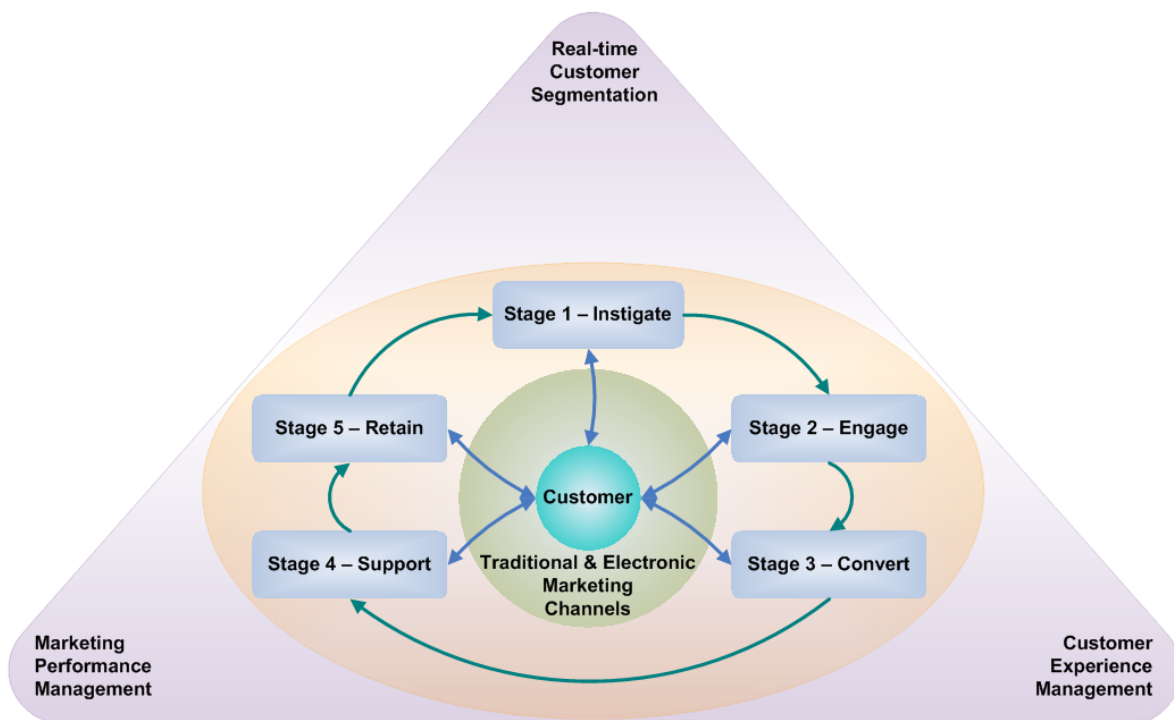 Real-time
Customer
Segmentation
Stage 1 – Instigate
Stage 5 – Retain
Stage 2 – Engage
Customer
Stage 4 – Support
Traditional & Electronic
Marketing
Channels
Stage 3 – Convert
Marketing
Performance
Management
Customer
Experience
Management